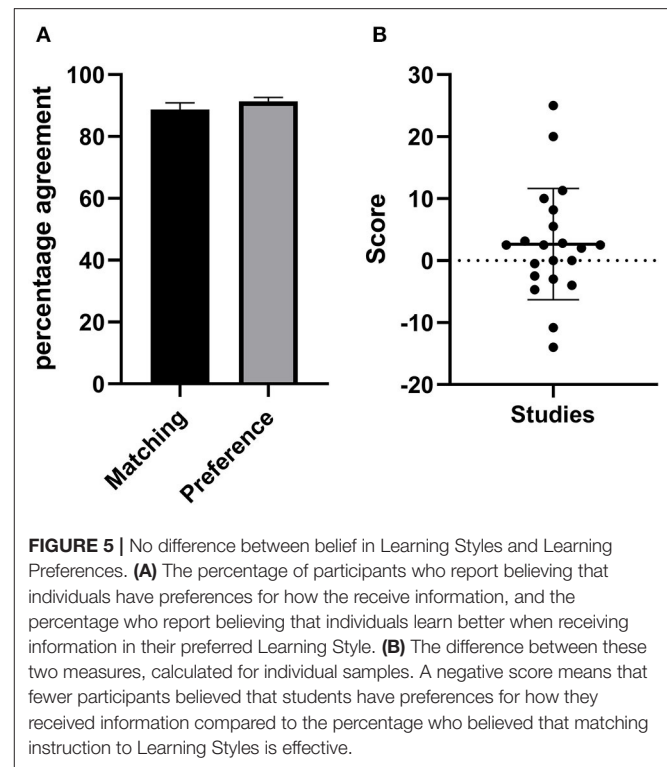 A
B
100
80
60
40
20
0
percentaage agreement
Matching
Preference
30
20
10
0
-10
-20
Score
Studies
FIGURE 5 | No difference between belief in Learning Styles and Learning
Preferences. (A) The percentage of participants who report believing that
individuals have preferences for how the receive information, and the
percentage who report believing that individuals learn better when receiving
information in their preferred Learning Style. (B) The difference between these
two measures, calculated for individual samples. A negative score means that
fewer participants believed that students have preferences for how they
received information compared to the percentage who believed that matching
instruction to Learning Styles is effective.